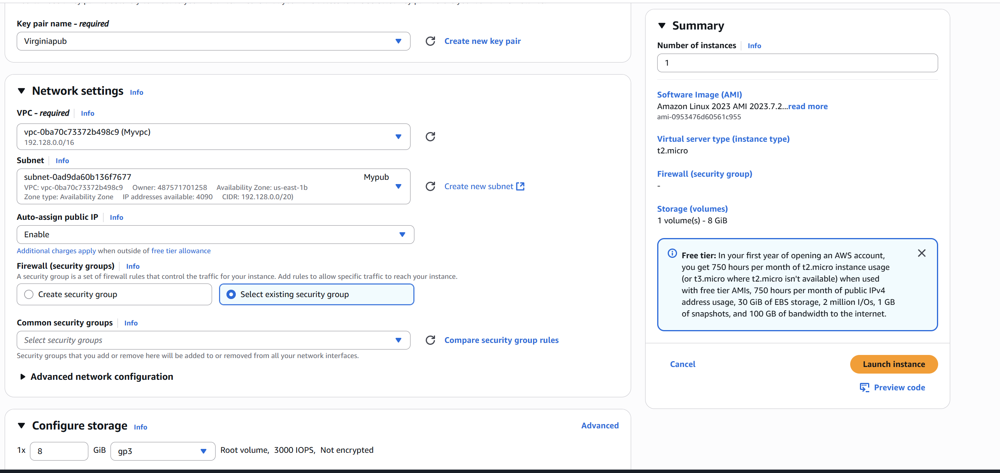 Key pair name - required
Virginiapub
Create new key pair
Network settings Info
VPC - required Info
vpc-0ba70c73372b498c9 (Myvpc)
192.128.0.0/16
Subnet Info
subnet-0ad9da60b136f7677 Mypub
VPC: vpc-0ba70c73372b498c9 Owner: 487571701258 Availability Zone: us-east-1b
Zone type: Availability Zone IP addresses available: 4090 CIDR: 192.128.0.0/20)
Create new subnet
Auto-assign public IP Info
Enable
Additional charges apply when outside of free tier allowance
Firewall (security groups) Info
A security group is a set of firewall rules that control the traffic for your instance. Add rules to allow specific traffic to reach your instance.
Create security group
Select existing security group
Common security groups Info
Select security groups
Compare security group rules
Security groups that you add or remove here will be added to or removed from all your network interfaces.
Advanced network configuration
Configure storage Info
Advanced
1x 8 GiB gp3 Root volume, 3000 IOPS, Not encrypted
Summary
Number of instances Info
1
Software Image (AMI)
Amazon Linux 2023 AMI 2023.7.2...read more
ami-0953476d60561c955
Virtual server type (instance type)
t2.micro
Firewall (security group)
-
Storage (volumes)
1 volume(s) - 8 GiB
Free tier: In your first year of opening an AWS account,
you get 750 hours per month of t2.micro instance usage
(or t3.micro where t2.micro isn't available) when used
with free tier AMIs, 750 hours per month of public IPv4
address usage, 30 GiB of EBS storage, 2 million I/Os, 1 GB
of snapshots, and 100 GB of bandwidth to the internet.
Cancel
Launch instance
Preview code